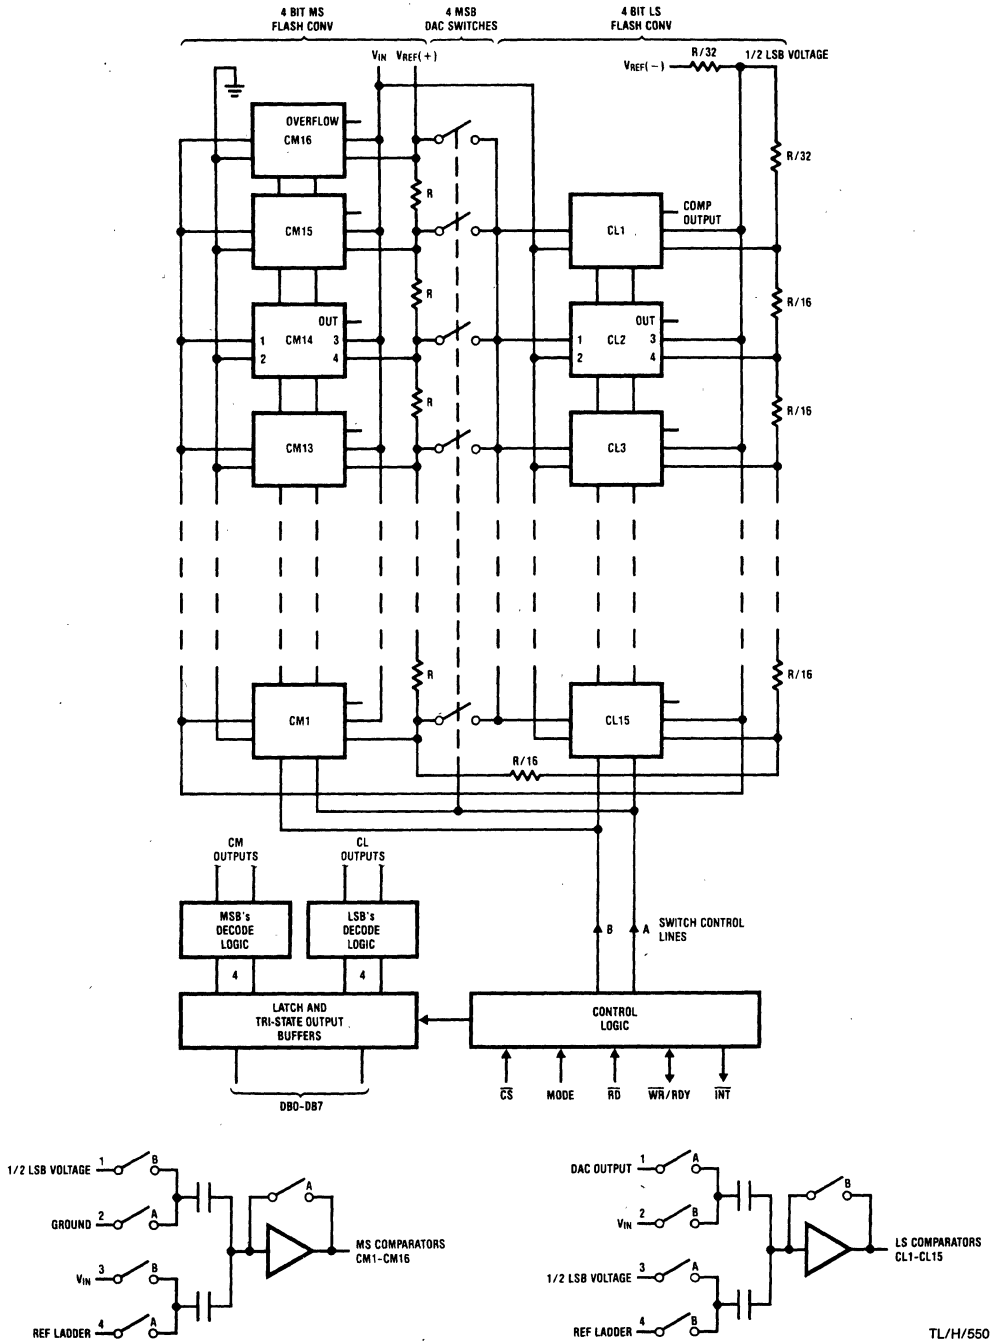 4 BIT MS
FLASH CONV
4 MSB
DAC SWITCHES
4 BIT LS
FLASH CONV
VIN
VREF(+)
VREF(−)
R/32
1/2 LSB VOLTAGE
OVERFLOW
CM16
R/32
R
CM15
CL1
COMP
OUTPUT
R
R/16
OUT
1
CM14
3
2
4
OUT
1
CL2
3
2
4
R
R/16
CM13
CL3
R
R/16
CM1
CL15
R/16
CM
OUTPUTS
CL
OUTPUTS
MSB's
DECODE
LOGIC
LSB's
DECODE
LOGIC
B
A
SWITCH CONTROL
LINES
4
4
LATCH AND
TRI-STATE OUTPUT
BUFFERS
CONTROL
LOGIC
CS
MODE
RD
WR/RDY
INT
DB0-DB7
1/2 LSB VOLTAGE
1
B
GROUND
2
A
A
VIN
3
B
REF LADDER
4
A
MS COMPARATORS
CM1-CM16
DAC OUTPUT
1
A
VIN
2
B
B
1/2 LSB VOLTAGE
3
A
REF LADDER
4
B
LS COMPARATORS
CL1-CL15
TL/H/550